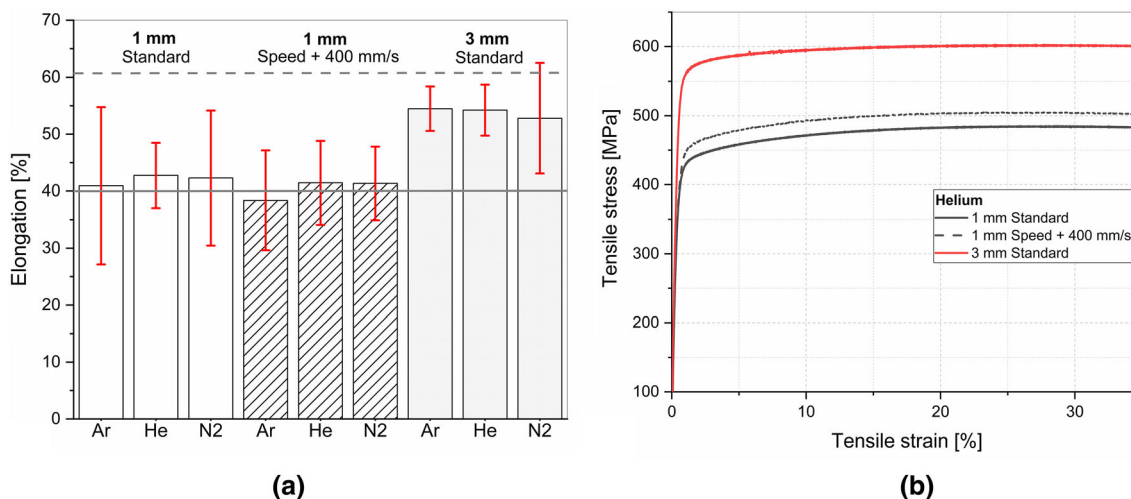 70
60
50
40
30
20
10
0
Elongation [%]
1 mm
Standard
1 mm
Speed + 400 mm/s
3 mm
Standard
Ar He N2 Ar He N2 Ar He N2
(a)
600
500
400
300
200
100
Tensile stress [MPa]
Helium
1 mm Standard
1 mm Speed + 400 mm/s
3 mm Standard
0 10 20 30
Tensile strain [%]
(b)